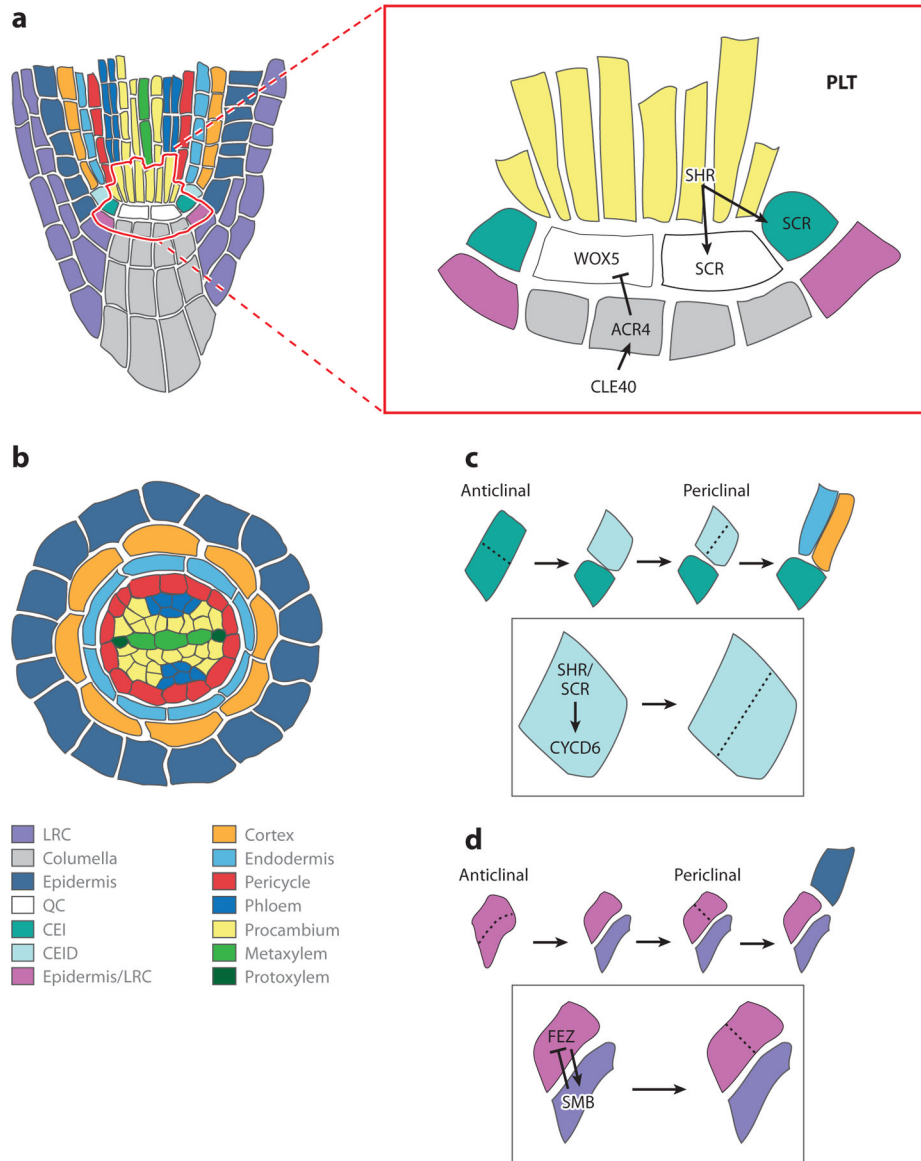 a
PLT
SHR
SCR
WOX5
SCR
ACR4
CLE40
b
c
Anticlinal
Periclinal
SHR/
SCR
CYCD6
LRC
Columella
Epidermis
QC
CEI
CEID
Epidermis/LRC
Cortex
Endodermis
Pericycle
Phloem
Procambium
Metaxylem
Protoxylem
d
Anticlinal
Periclinal
FEZ
SMB